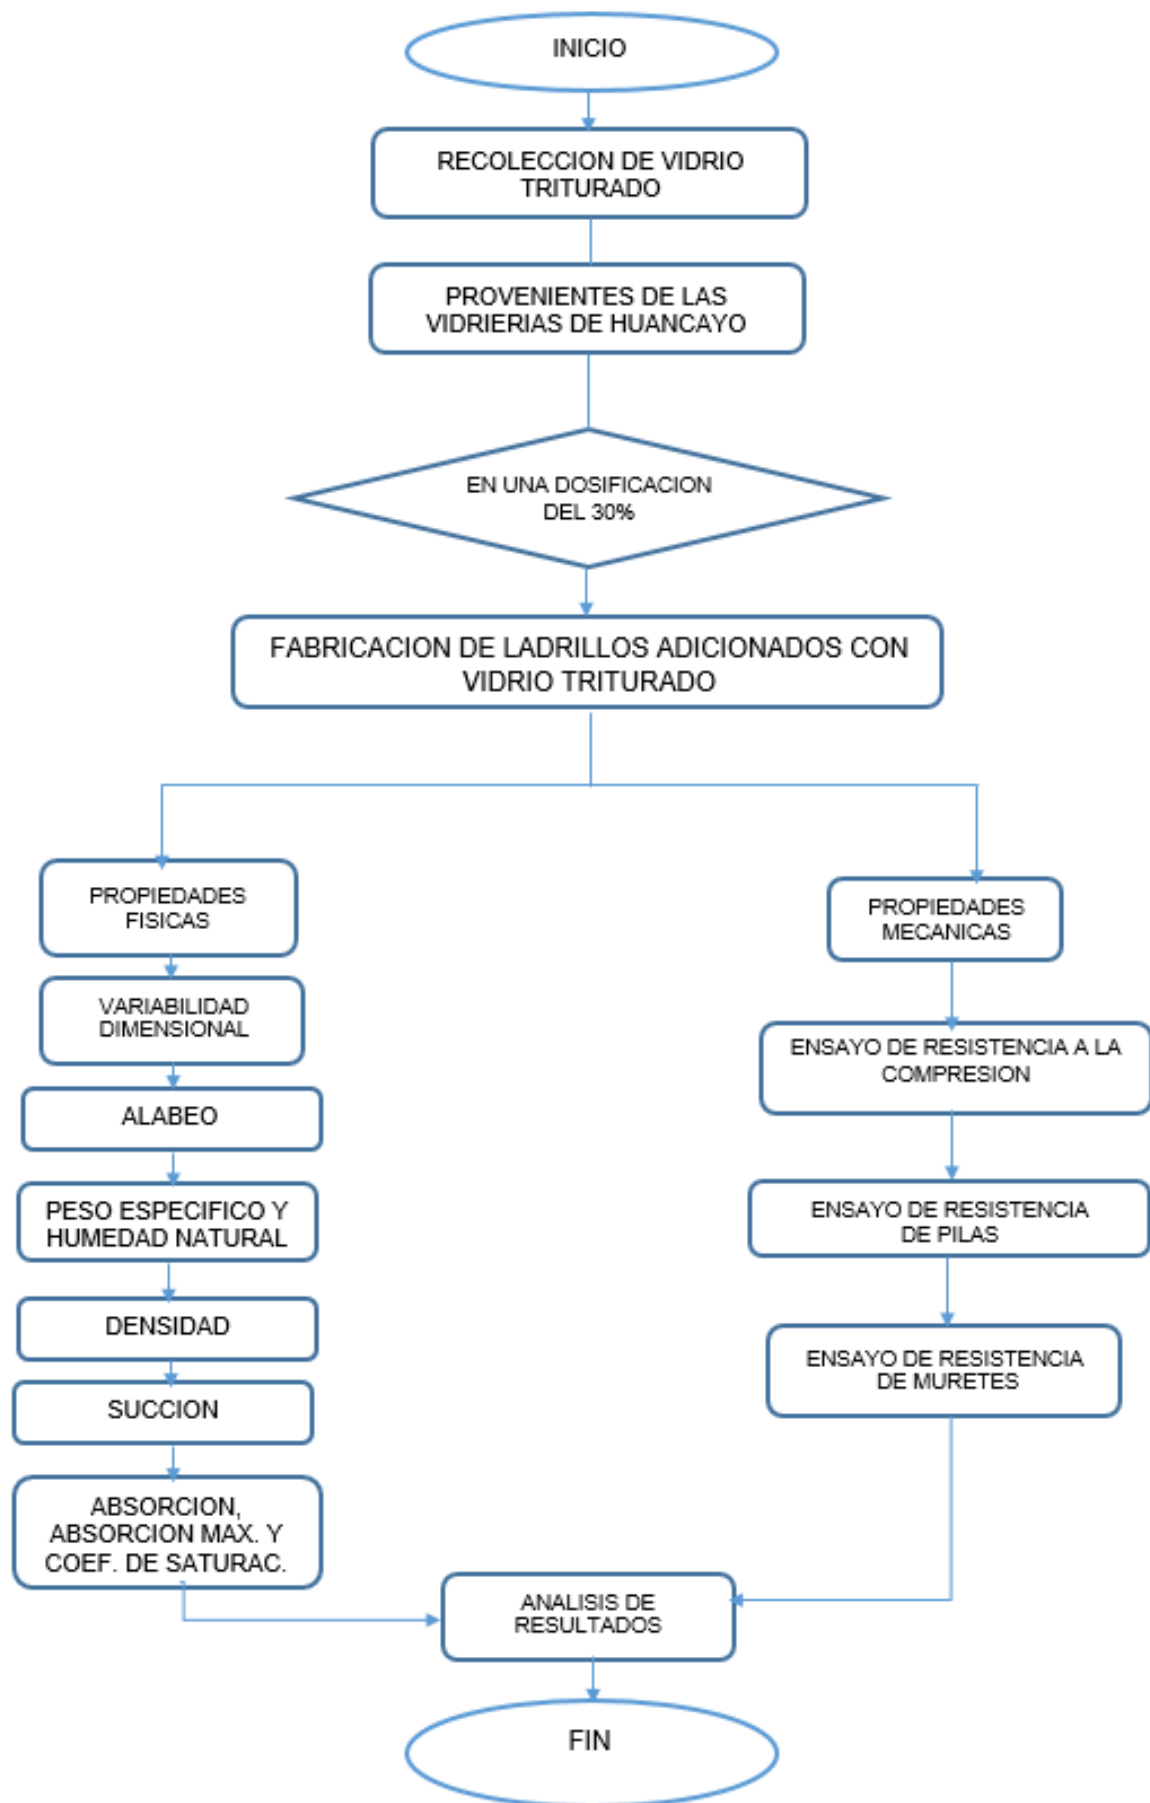 INICIO
RECOLECCION DE VIDRIO
TRITURADO
PROVENIENTES DE LAS
VIDRIERIAS DE HUANCAYO
EN UNA DOSIFICACION
DEL 30%
FABRICACION DE LADRILLOS ADICIONADOS CON
VIDRIO TRITURADO
PROPIEDADES
FISICAS
VARIABILIDAD
DIMENSIONAL
ALABEO
PESO ESPECIFICO Y
HUMEDAD NATURAL
DENSIDAD
SUCCION
ABSORCION,
ABSORCION MAX. Y
COEF. DE SATURAC.
PROPIEDADES
MECANICAS
ENSAYO DE RESISTENCIA A LA
COMPRESION
ENSAYO DE RESISTENCIA
DE PILAS
ENSAYO DE RESISTENCIA
DE MURETES
ANALISIS DE
RESULTADOS
FIN